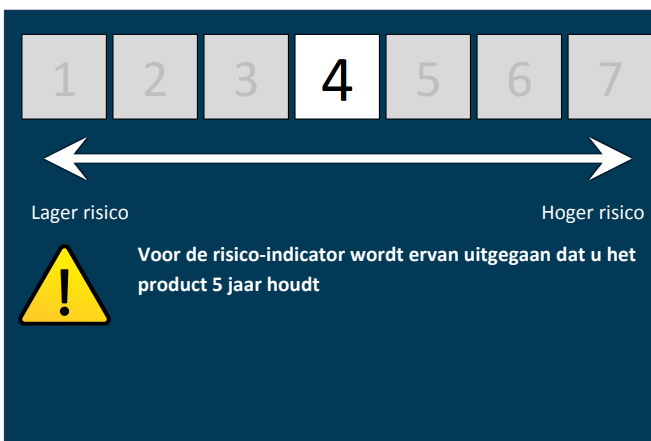 1 2 3 4 5 6 7
Lager risico Hoger risico
Voor de risico-indicator wordt ervan uitgegaan dat u het
product 5 jaar houdt